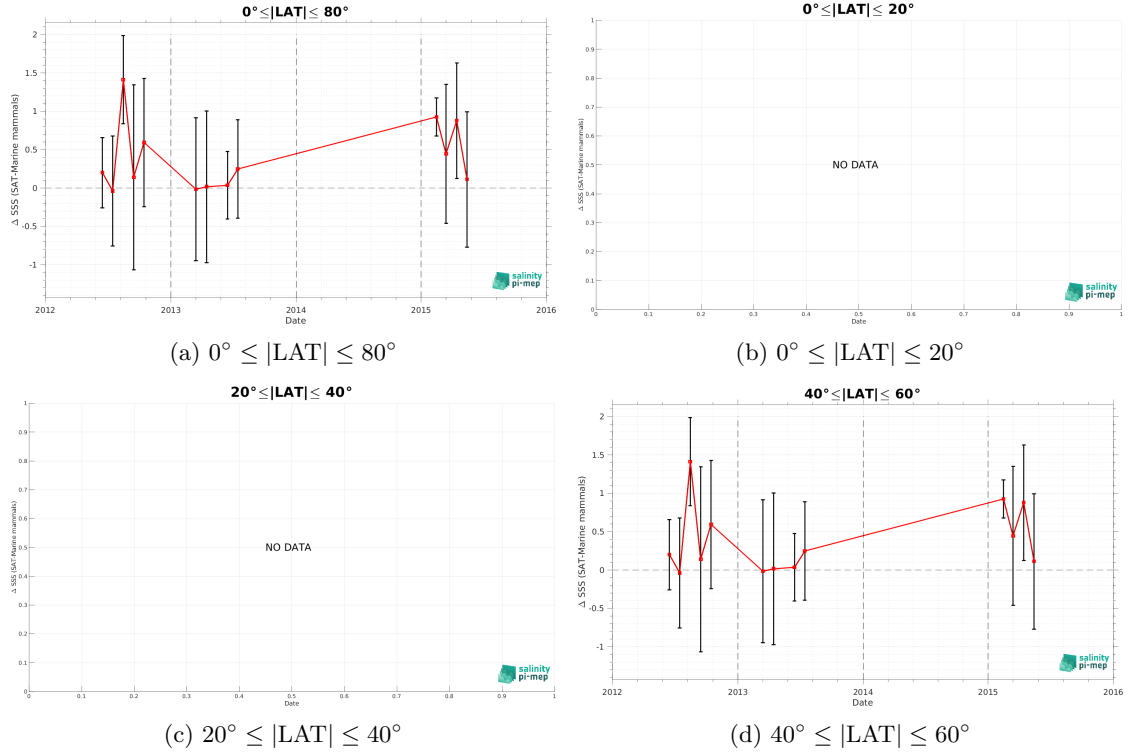 0°≤|LAT|≤ 80°
2
1.5
1
0.5
0
-0.5
-1
Δ SSS (SAT-Marine mammals)
2012
2013
2014
2015
2016
Date
salinity
pi-mep
(a) 0° ≤ |LAT| ≤ 80°
0°≤|LAT|≤ 20°
1
0.9
0.8
0.7
0.6
0.5
0.4
0.3
0.2
0.1
0
Δ SSS (SAT-Marine mammals)
NO DATA
0
0.1
0.2
0.3
0.4
0.5
0.6
0.7
0.8
0.9
1
Date
salinity
pi-mep
(b) 0° ≤ |LAT| ≤ 20°
20°≤|LAT|≤ 40°
1
0.9
0.8
0.7
0.6
0.5
0.4
0.3
0.2
0.1
0
Δ SSS (SAT-Marine mammals)
NO DATA
0
0.1
0.2
0.3
0.4
0.5
0.6
0.7
0.8
0.9
1
Date
salinity
pi-mep
(c) 20° ≤ |LAT| ≤ 40°
40°≤|LAT|≤ 60°
2
1.5
1
0.5
0
-0.5
-1
Δ SSS (SAT-Marine mammals)
2012
2013
2014
2015
2016
Date
salinity
pi-mep
(d) 40° ≤ |LAT| ≤ 60°